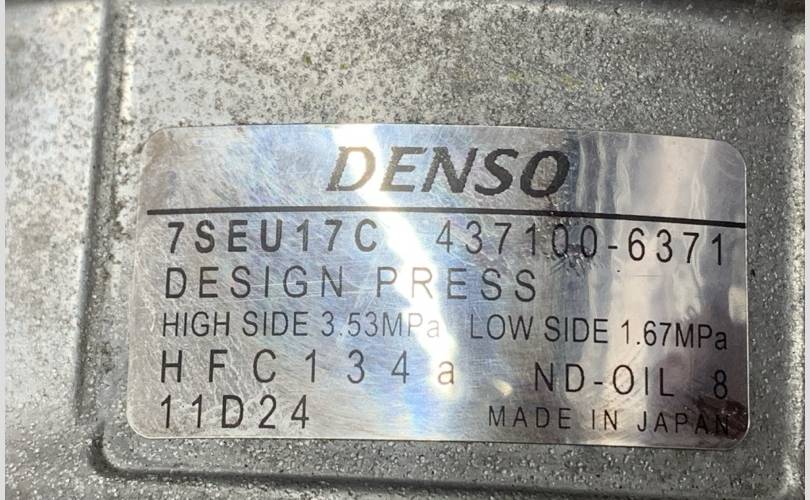 DENSO
7SEU17C 437100-6371
DESIGN PRESS
HIGH SIDE 3.53MPa LOW SIDE 1.67MPa
HFC134a ND-OIL 8
11D24 MADE IN JAPAN